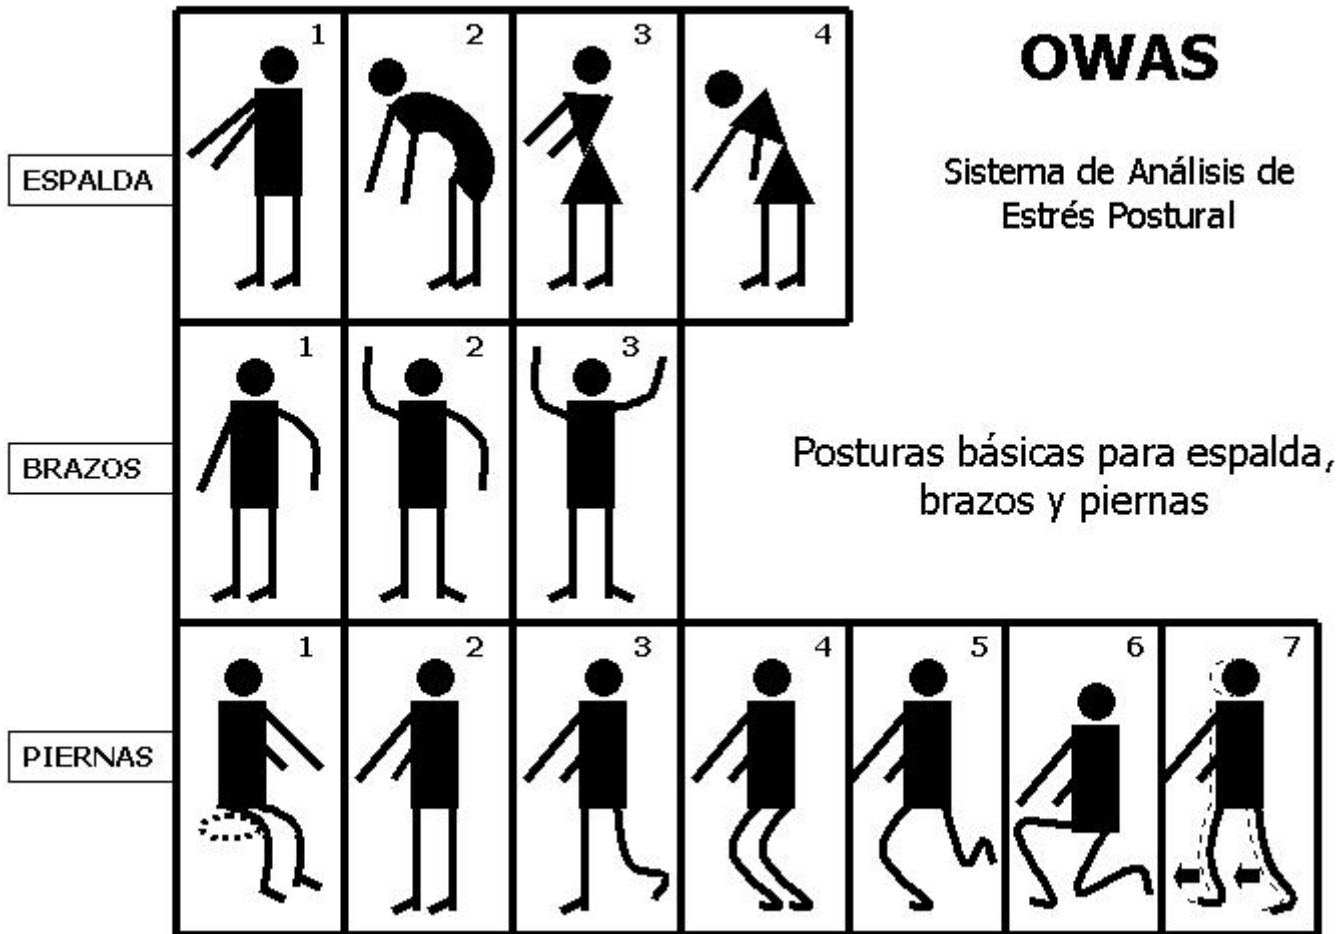 OWAS
Sistema de Análisis de
Estrés Postural
ESPALDA
1 2 3 4
Posturas básicas para espalda,
brazos y piernas
BRAZOS
1 2 3
PIERNAS
1 2 3 4 5 6 7